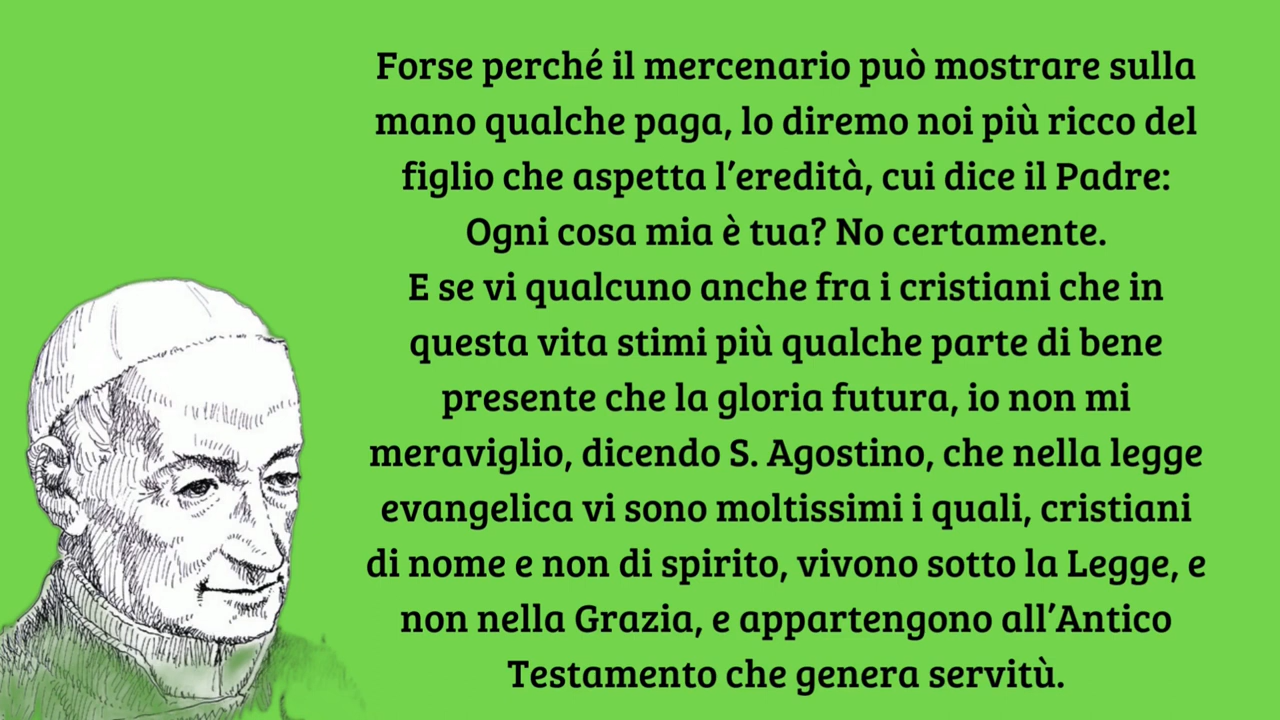 Forse perché il mercenario può mostrare sulla
mano qualche paga, lo diremo noi più ricco del
figlio che aspetta l’eredità, cui dice il Padre:
Ogni cosa mia è tua? No certamente.
E se vi qualcuno anche fra i cristiani che in
questa vita stimi più qualche parte di bene
presente che la gloria futura, io non mi
meraviglio, dicendo S. Agostino, che nella legge
evangelica vi sono moltissimi i quali, cristiani
di nome e non di spirito, vivono sotto la Legge, e
non nella Grazia, e appartengono all’Antico
Testamento che genera servitù.